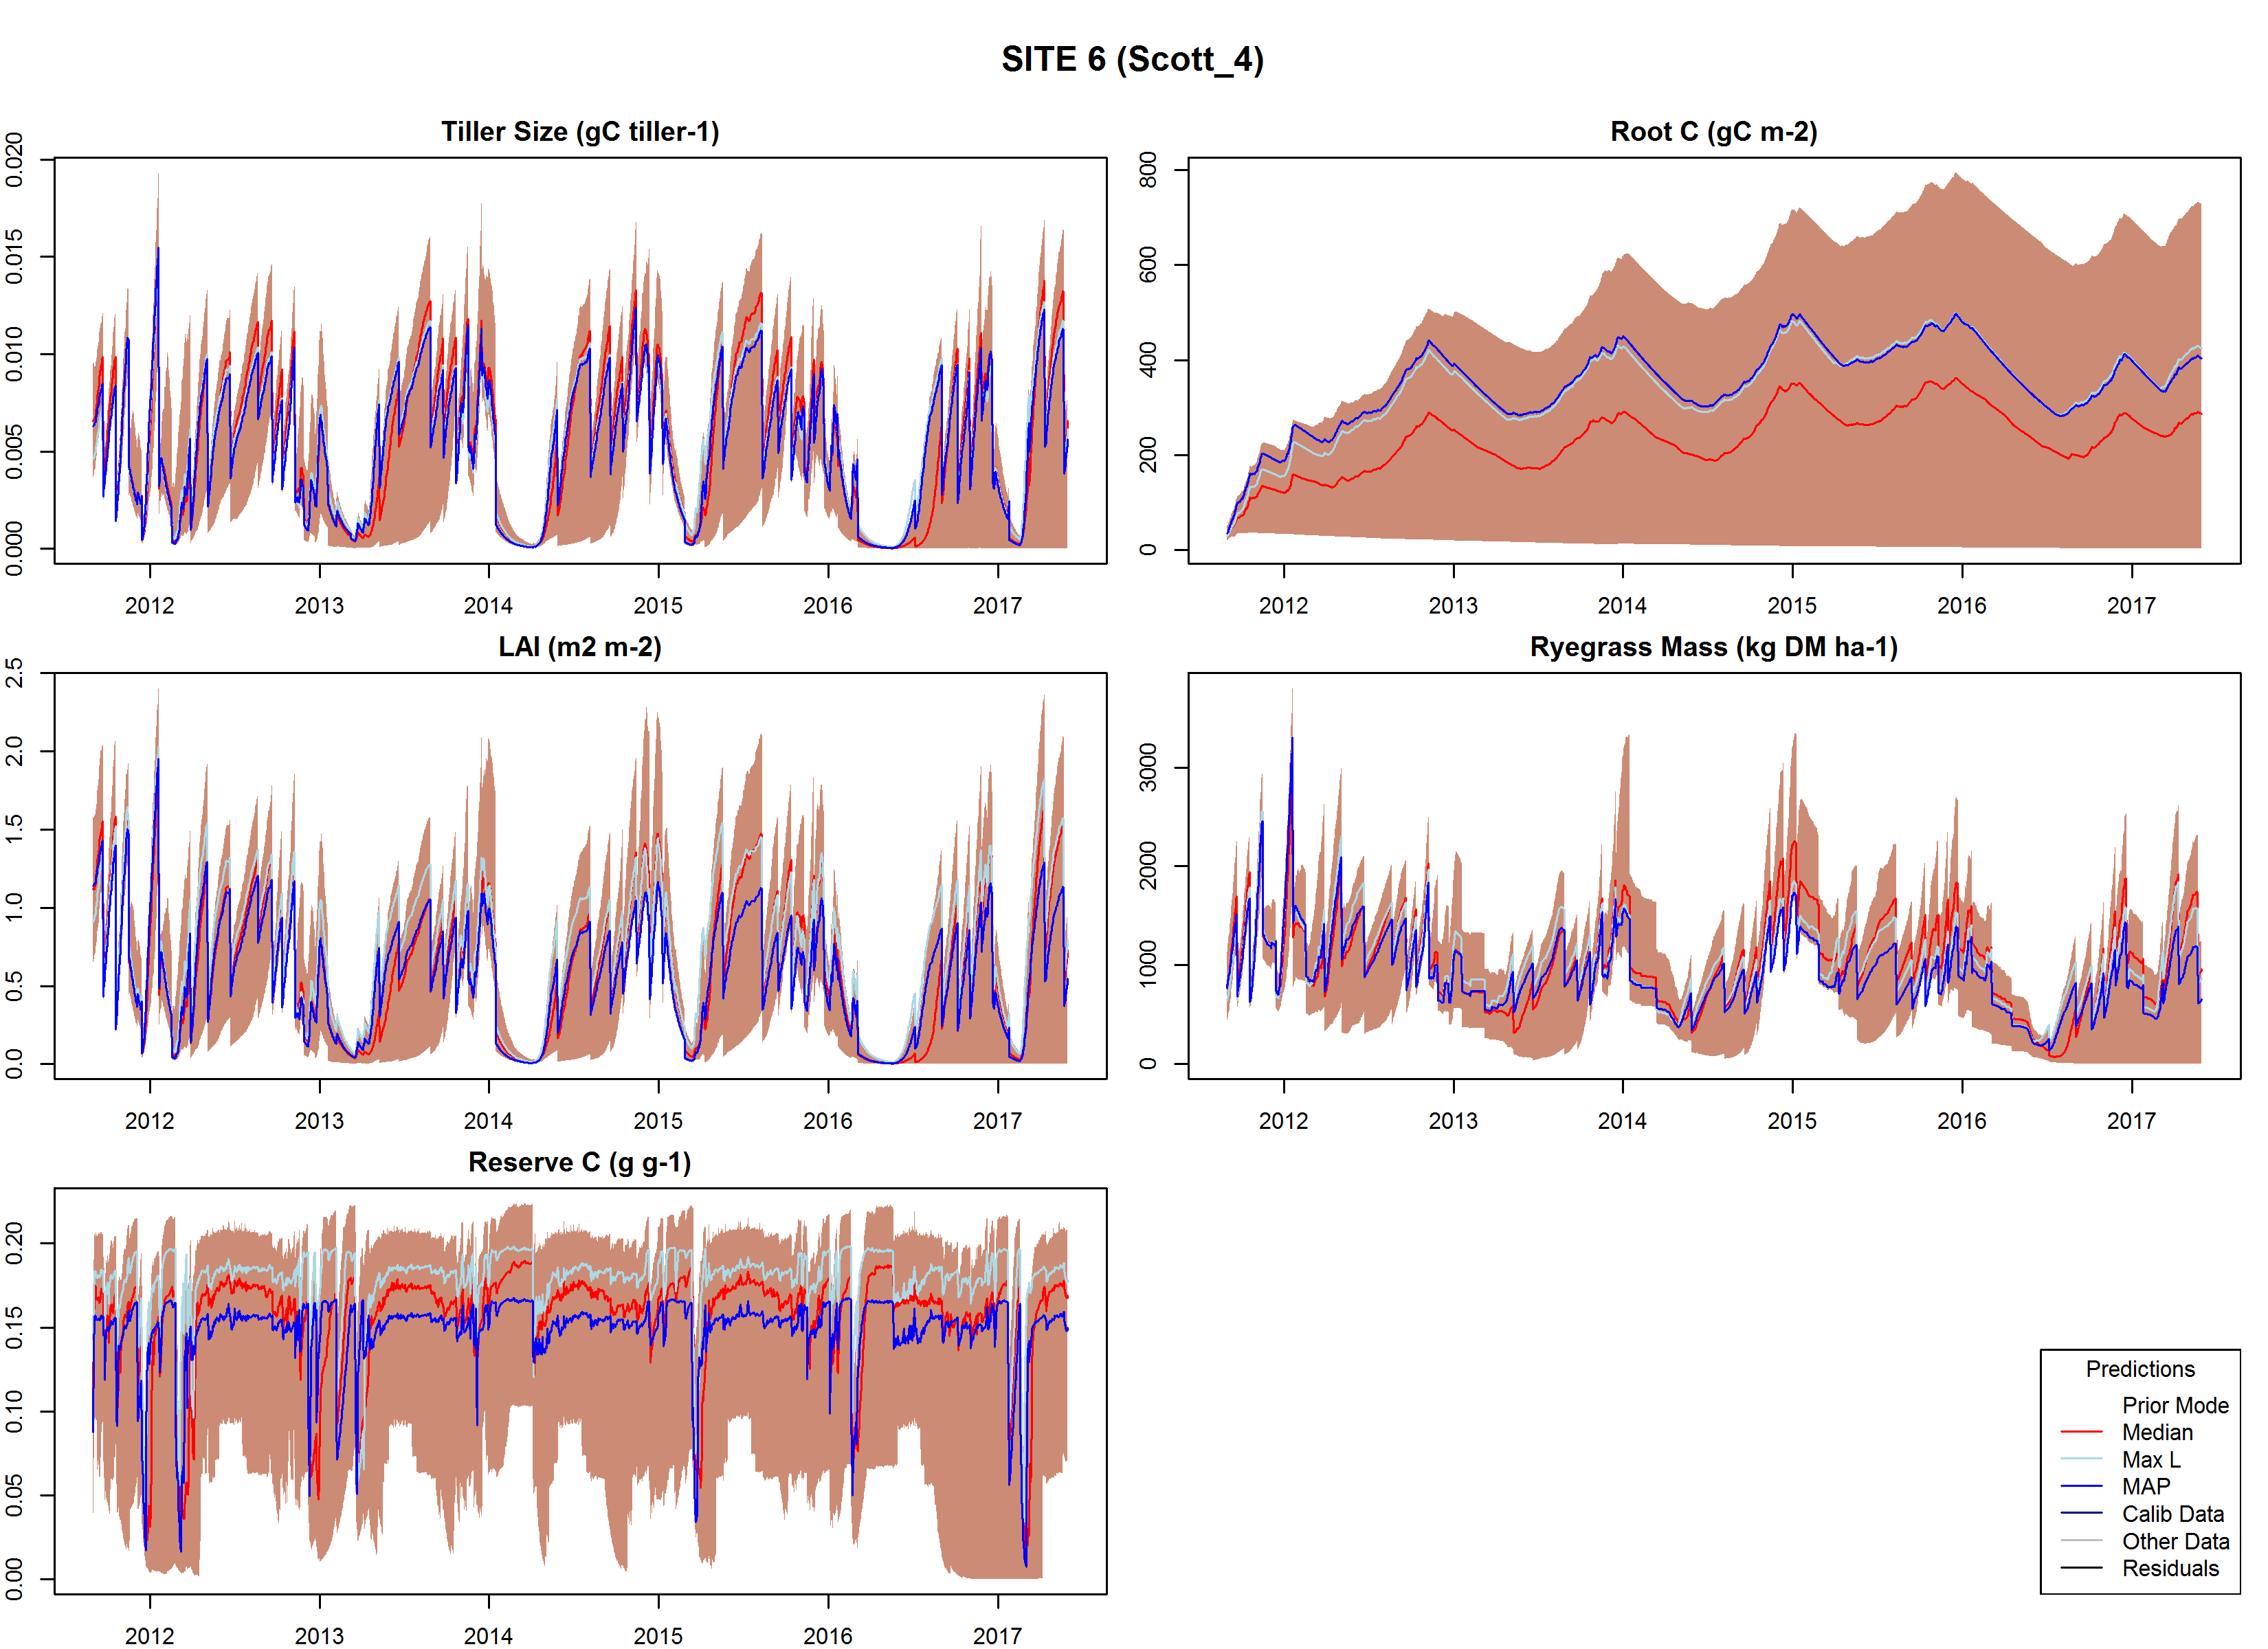 SITE 6 (Scott_4)
Tiller Size (gC tiller-1)
0.020
0.015
0.010
0.005
0.000
2012 2013 2014 2015 2016 2017
Root C (gC m-2)
800
600
400
200
0
2012 2013 2014 2015 2016 2017
LAI (m2 m-2)
2.5
2.0
1.5
1.0
0.5
0.0
2012 2013 2014 2015 2016 2017
Ryegrass Mass (kg DM ha-1)
3000
2000
1000
0
2012 2013 2014 2015 2016 2017
Reserve C (g g-1)
0.20
0.15
0.10
0.05
0.00
2012 2013 2014 2015 2016 2017
Predictions
Prior Mode
Median
Max L
MAP
Calib Data
Other Data
Residuals